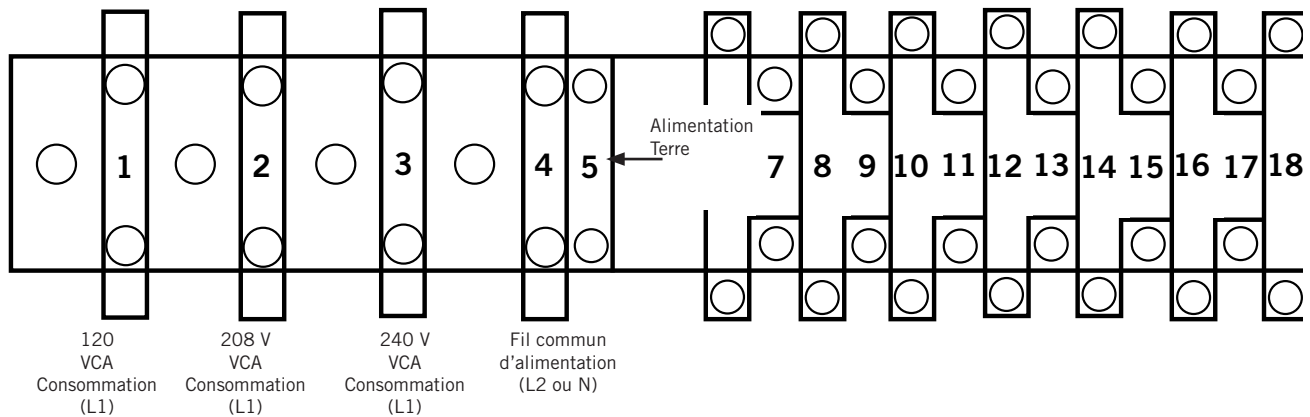 Alimentation
Terre
1 2 3 4 5 7 8 9 10 11 12 13 14 15 16 17 18
120
VCA
Consommation
(L1)
208 V
VCA
Consommation
(L1)
240 V
VCA
Consommation
(L1)
Fil commun
d'alimentation
(L2 ou N)